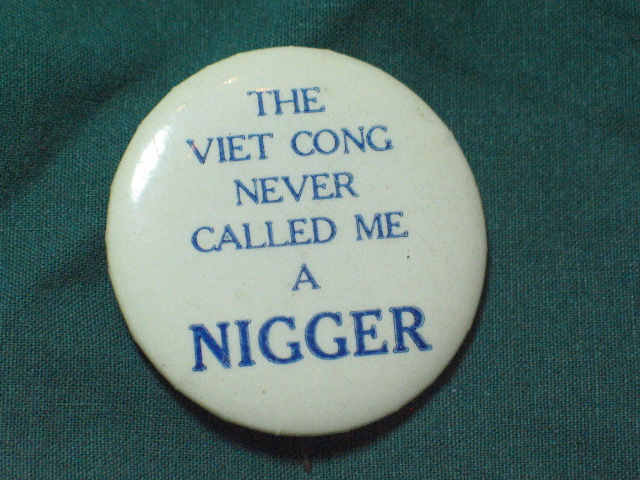 THE
VIET CONG
NEVER
CALLED ME
A
NIGGER